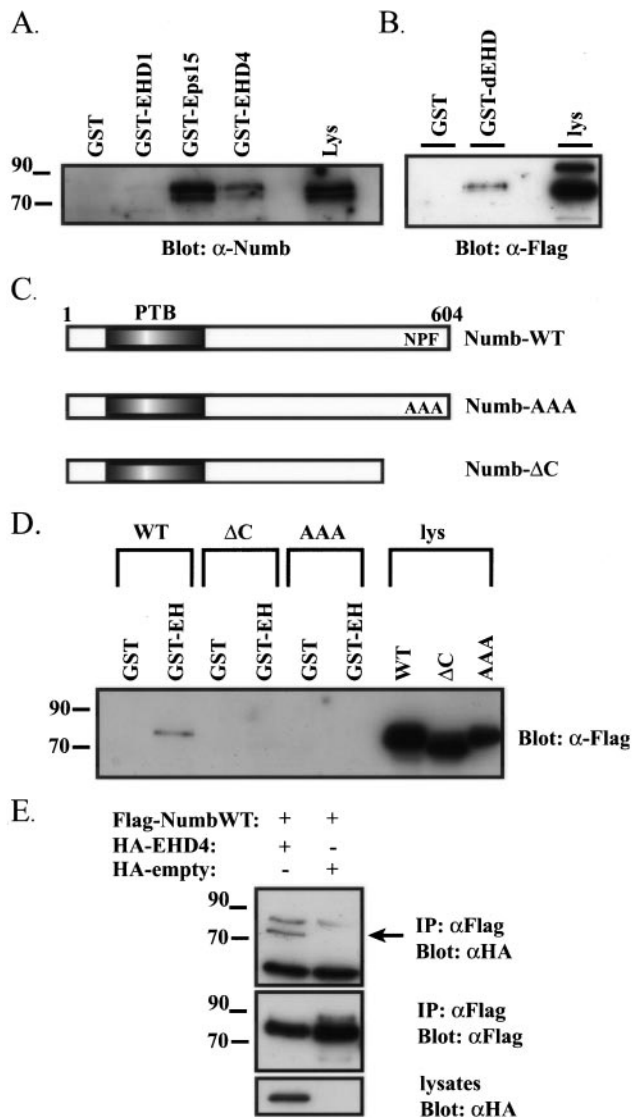 A.
GST
GST-EHD1
GST-Eps15
GST-EHD4
Lys
90
70
Blot: α-Numb
B.
GST
GST-dEHD
lys
Blot: α-Flag
C.
1 PTB 604
NPF Numb-WT
AAA Numb-AAA
Numb-ΔC
D.
WT ΔC AAA lys
GST
GST-EH
GST
GST-EH
GST
GST-EH
WT
ΔC
AAA
90
70
Blot: α-Flag
E.
Flag-NumbWT: + +
HA-EHD4: + -
HA-empty: - +
90
70
IP: αFlag
Blot: αHA
90
70
IP: αFlag
Blot: αFlag
lysates
Blot: αHA